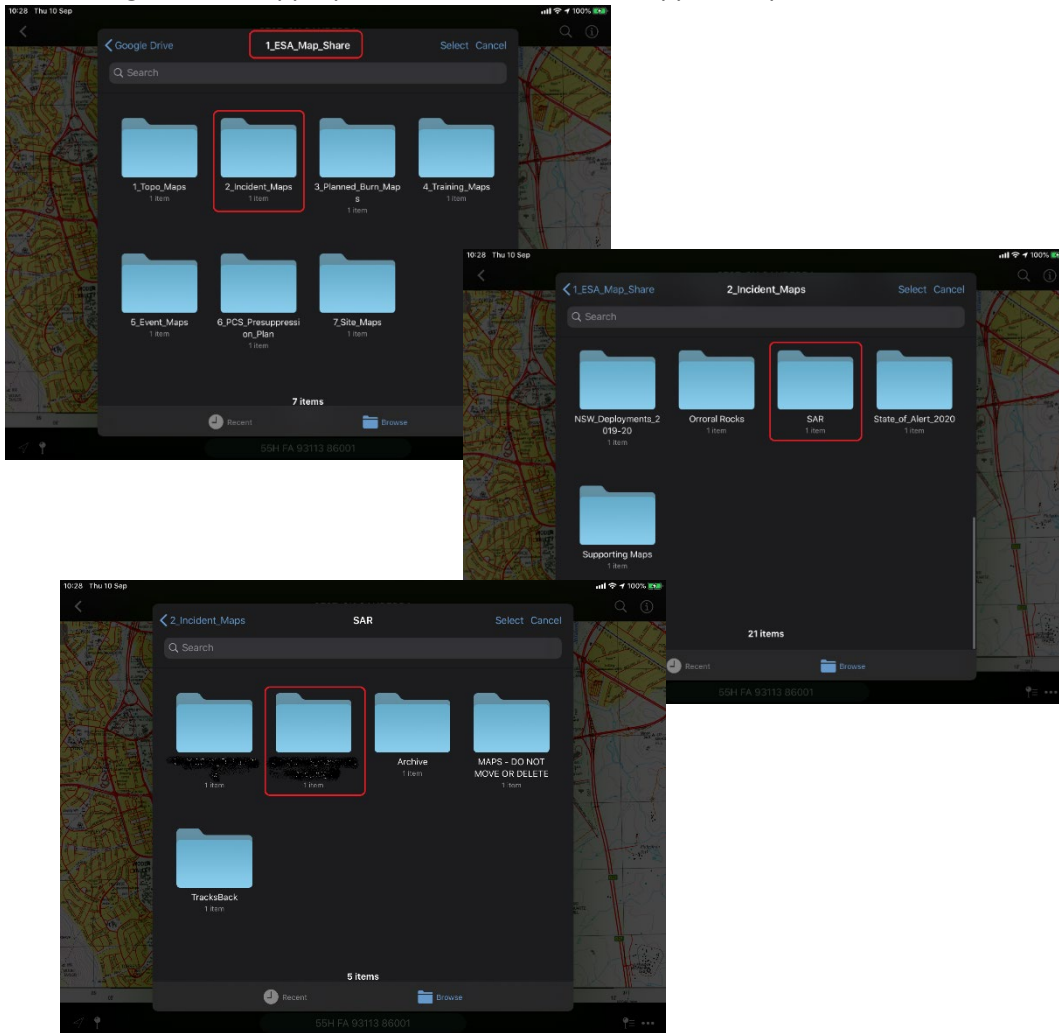 10:28 Thu 10 Sep
100%
Google Drive
1_ESA_Map_Share
Select Cancel
Search
1_Topo_Maps
1 item
2_Incident_Maps
1 item
3_Planned_Burn_Map
s
1 item
4_Training_Maps
1 item
5_Event_Maps
1 item
6_PCS_Presuppressi
on_Plan
1 item
7_Site_Maps
1 item
7 items
Recent
Browse
55H FA 93113 86001
10:28 Thu 10 Sep
100%
1_ESA_Map_Share
2_Incident_Maps
Select Cancel
Search
NSW_Deployments_2
019-20
1 item
Orroral Rocks
1 item
SAR
1 item
State_of_Alert_2020
1 item
Supporting Maps
1 item
21 items
Recent
Browse
55H FA 93113 86001
10:28 Thu 10 Sep
100%
2_Incident_Maps
SAR
Select Cancel
Search
1 item
1 item
Archive
1 item
MAPS - DO NOT
MOVE OR DELETE
1 item
TracksBack
1 item
5 items
Recent
Browse
55H FA 93113 86001